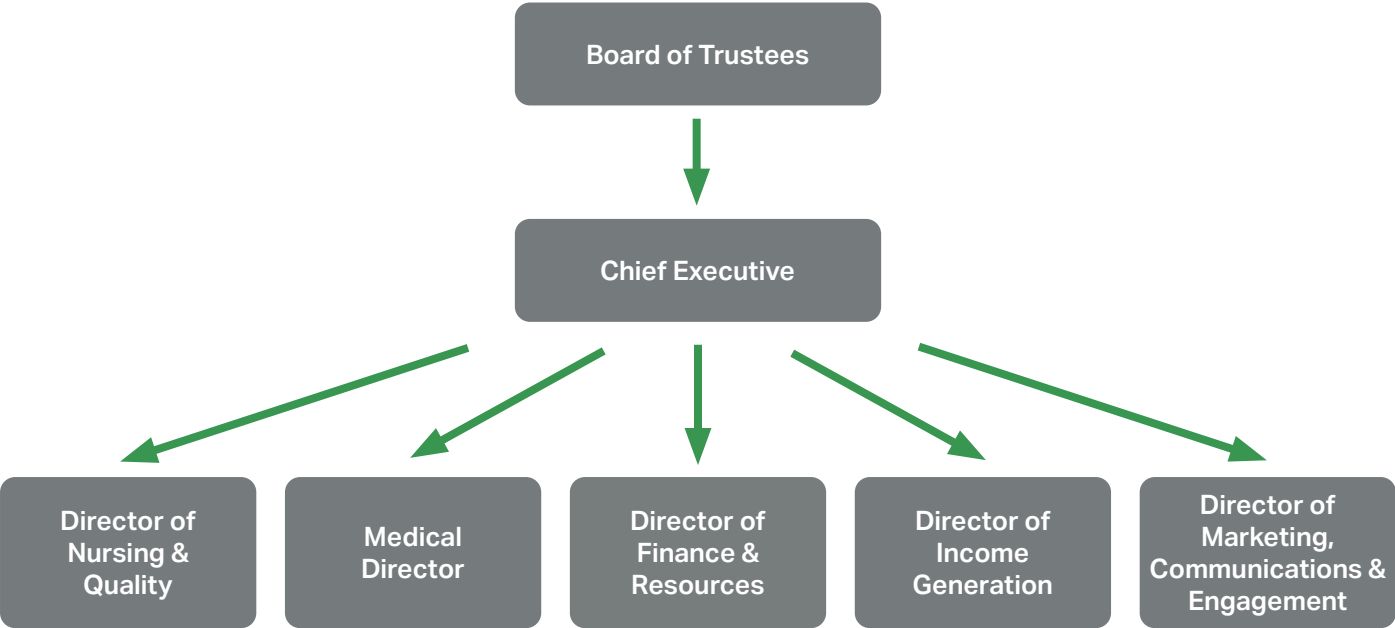 Board of Trustees
Chief Executive
Director of
Nursing &
Quality
Medical
Director
Director of
Finance &
Resources
Director of
Income
Generation
Director of
Marketing,
Communications &
Engagement